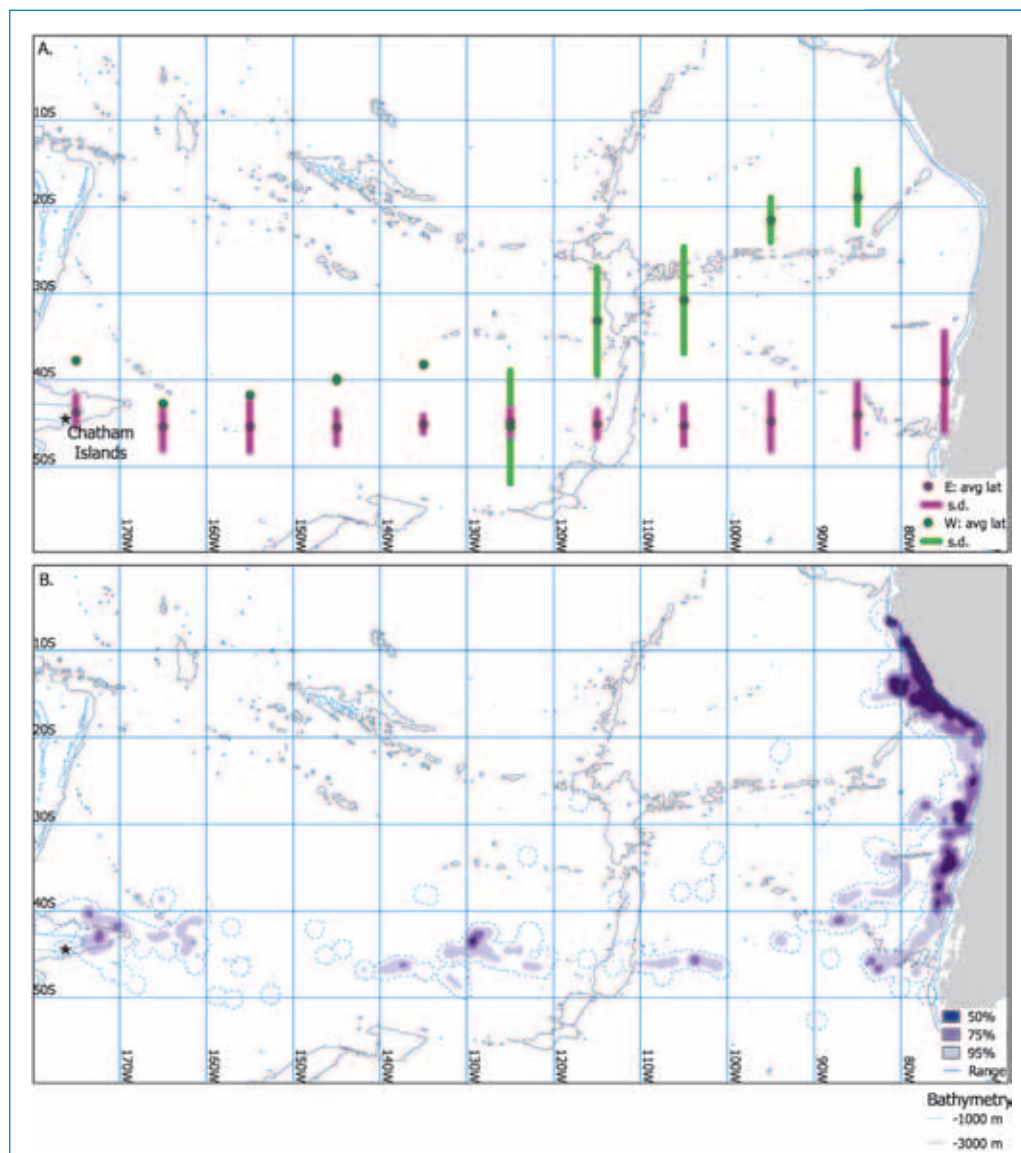 A.
10S
20S
30S
40S
50S
Chatham
Islands
170W
160W
150W
140W
130W
120W
110W
100W
90W
80W
E: avg lat
s.d.
W: avg lat
s.d.
B.
10S
20S
30S
40S
50S
170W
160W
150W
140W
130W
120W
110W
100W
90W
80W
50%
75%
95%
Range
Bathymetry
-1000 m
-3000 m